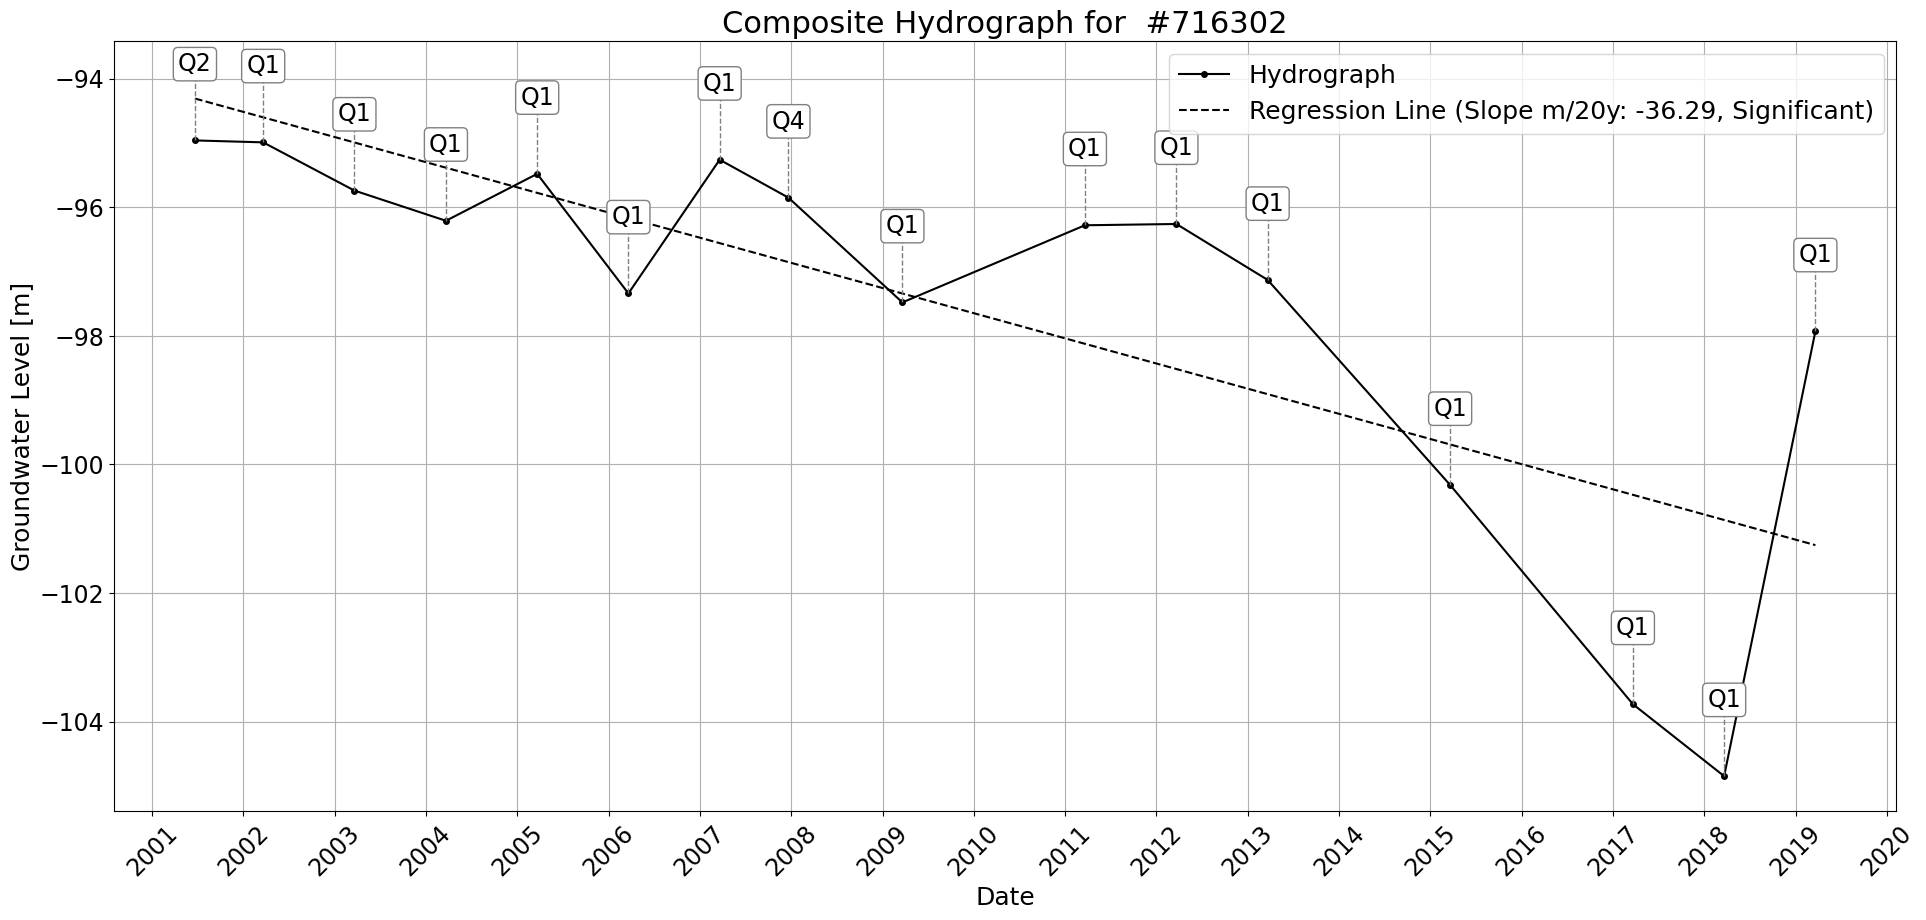 Composite Hydrograph for  #716302
Hydrograph
Regression Line (Slope m/20y: -36.29, Significant)
Groundwater Level [m]
−94
−96
−98
−100
−102
−104
Q2
Q1
Q1
Q1
Q1
Q1
Q1
Q4
Q1
Q1
Q1
Q1
Q1
Q1
Q1
Q1
2001
2002
2003
2004
2005
2006
2007
2008
2009
2010
2011
2012
2013
2014
2015
2016
2017
2018
2019
2020
Date